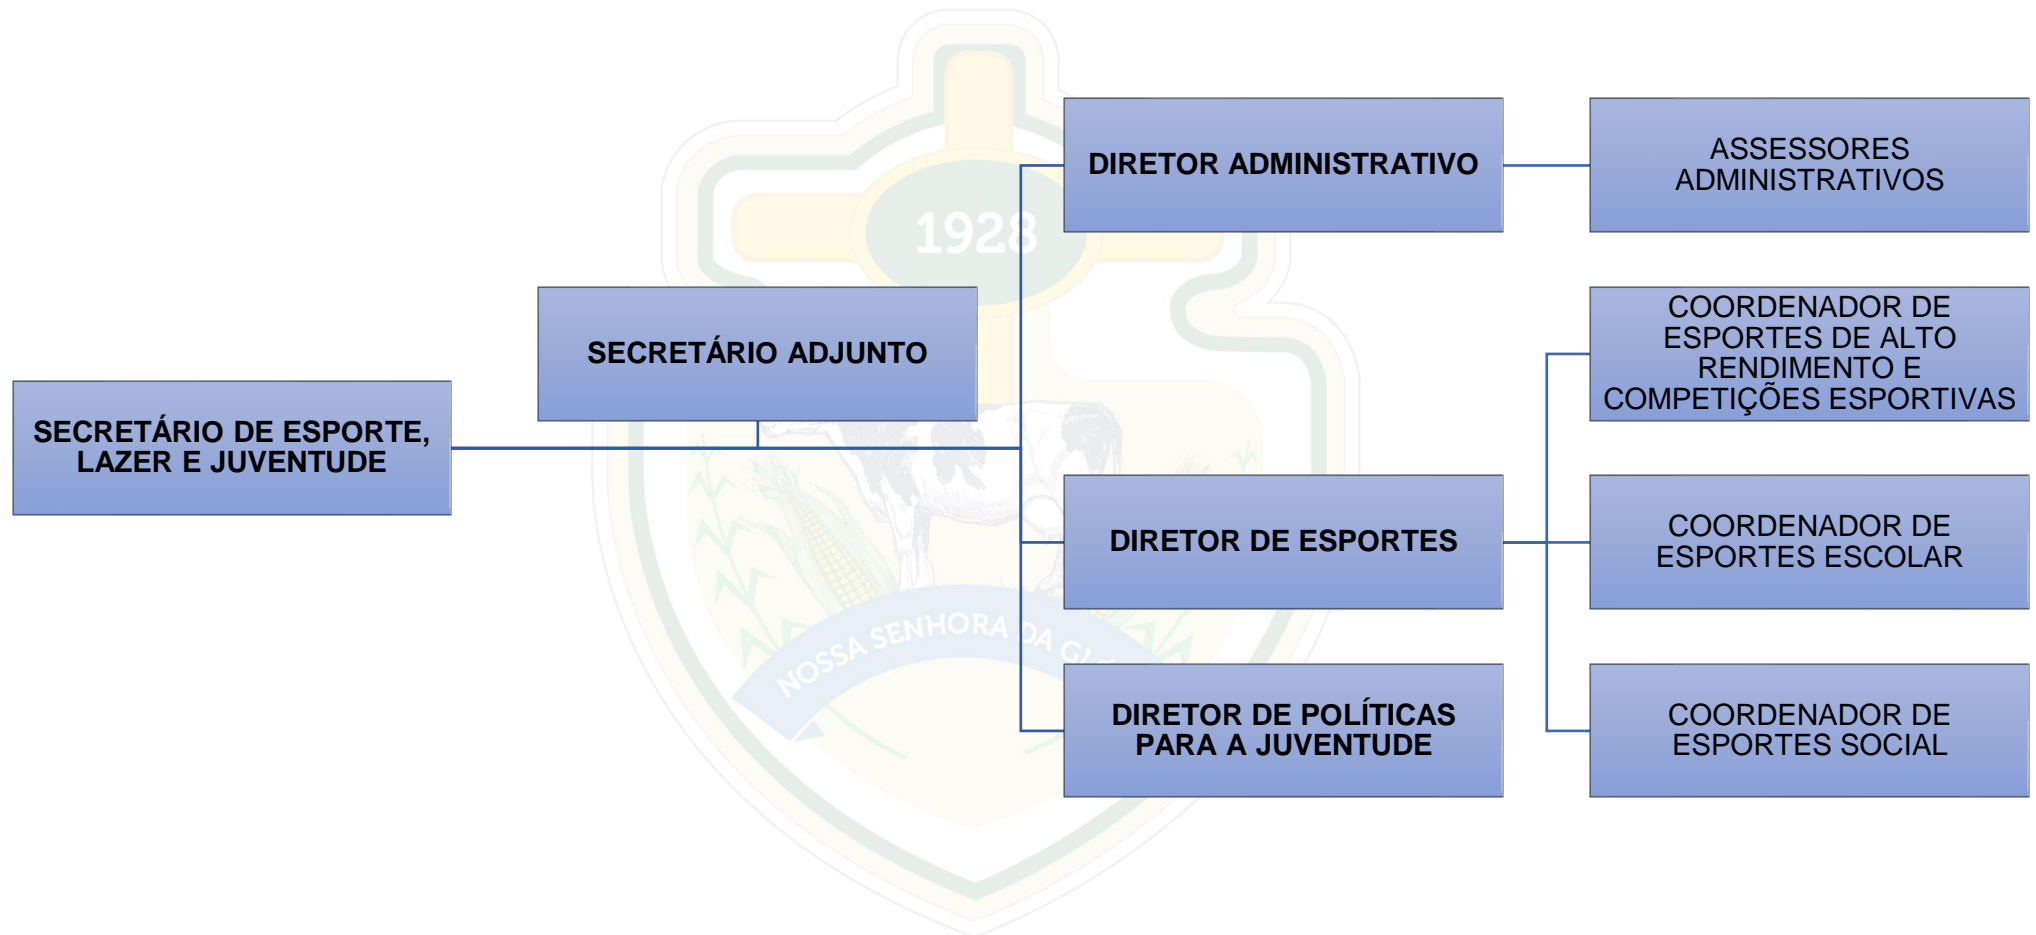 SECRETÁRIO DE ESPORTE,
LAZER E JUVENTUDE
SECRETÁRIO ADJUNTO
DIRETOR ADMINISTRATIVO
ASSESSORES
ADMINISTRATIVOS
DIRETOR DE ESPORTES
COORDENADOR DE
ESPORTES DE ALTO
RENDIMENTO E
COMPETIÇÕES ESPORTIVAS
COORDENADOR DE
ESPORTES ESCOLAR
COORDENADOR DE
ESPORTES SOCIAL
DIRETOR DE POLÍTICAS
PARA A JUVENTUDE
1928
NOSSA SENHORA DA